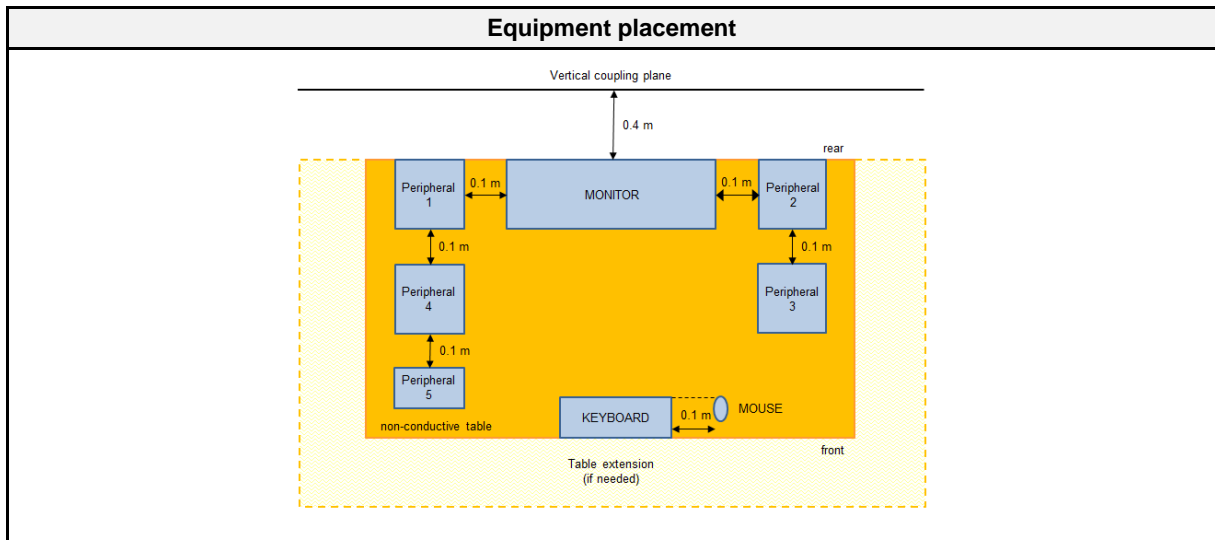 Equipment placement
Vertical coupling plane
0.4 m
rear
Peripheral
1
0.1 m
MONITOR
0.1 m
Peripheral
2
0.1 m
0.1 m
Peripheral
4
Peripheral
3
0.1 m
Peripheral
5
KEYBOARD
0.1 m
MOUSE
non-conductive table
front
Table extension
(if needed)